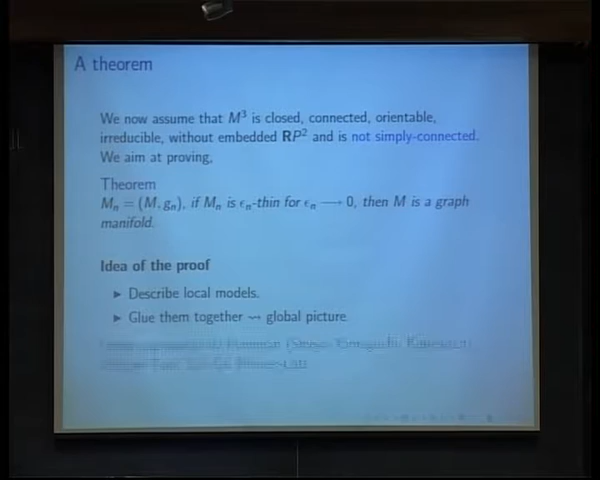 A theorem
We now assume that M³ is closed, connected, orientable,
irreducible, without embedded RP² and is not simply-connected.
We aim at proving,
Theorem
Mₙ = (M, gₙ), if Mₙ is ϵₙ-thin for ϵₙ ⟶ 0, then M is a graph
manifold.
Idea of the proof
▶ Describe local models.
▶ Glue them together ⇝ global picture